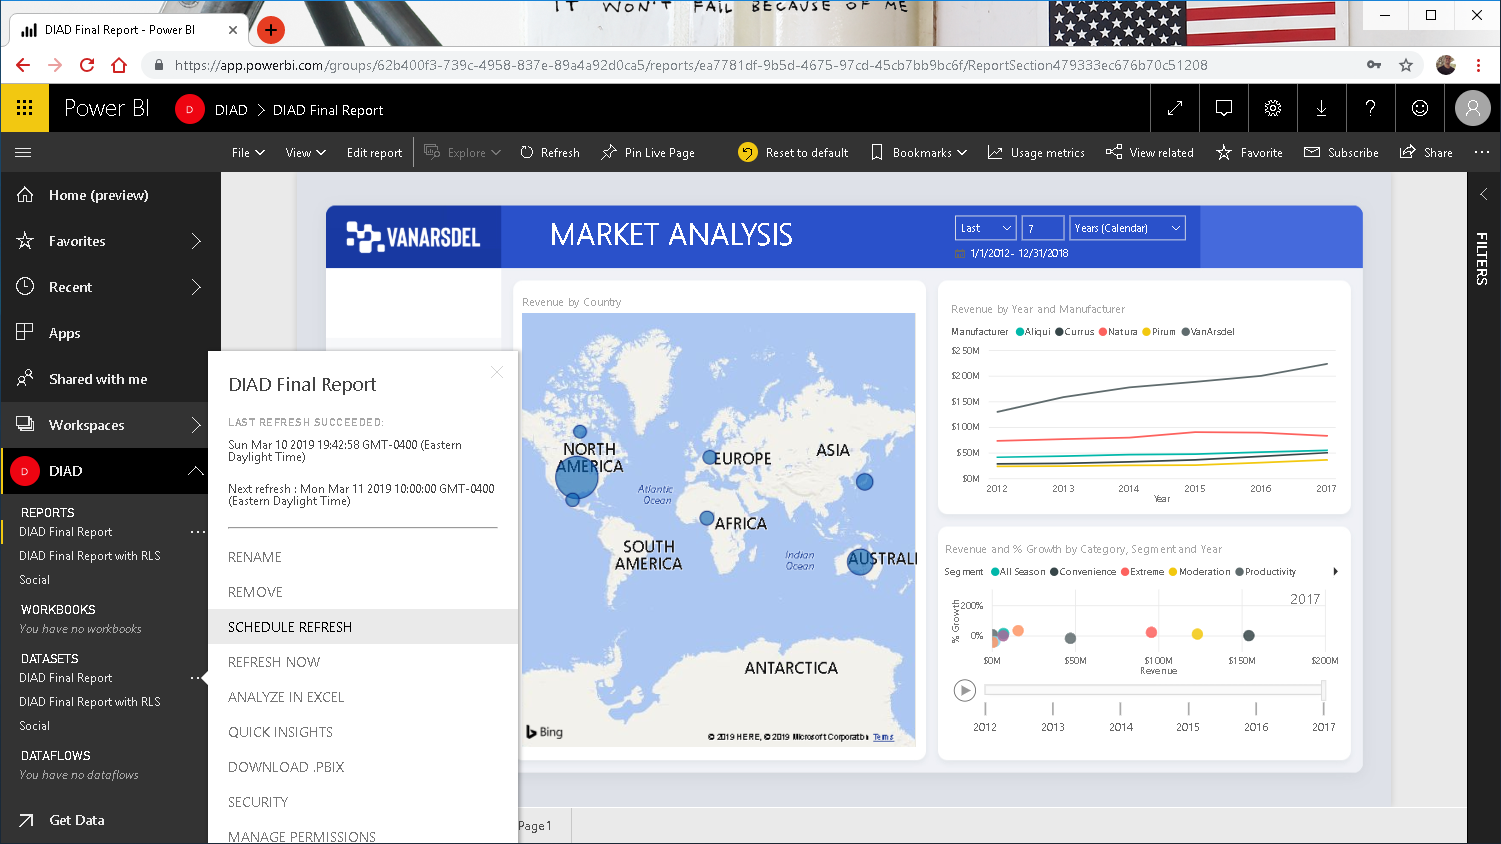 IT WON'T FAIL BECAUSE OF ME
DIAD Final Report - Power BI
https://app.powerbi.com/groups/62b400f3-739c-4958-837e-89a4a92d0ca5/reports/ea7781df-9b5d-4675-97cd-45cb7bb9bc6f/ReportSection479333ec676b70c51208
Power BI
D
DIAD
DIAD Final Report
File
View
Edit report
Explore
Refresh
Pin Live Page
Reset to default
Bookmarks
Usage metrics
View related
Favorite
Subscribe
Share
Home (preview)
Favorites
Recent
Apps
Shared with me
Workspaces
D
DIAD
REPORTS
DIAD Final Report
DIAD Final Report with RLS
Social
WORKBOOKS
You have no workbooks
DATASETS
DIAD Final Report
DIAD Final Report with RLS
Social
DATAFLOWS
You have no dataflows
Get Data
DIAD Final Report
LAST REFRESH SUCCEEDED:
Sun Mar 10 2019 19:42:58 GMT-0400 (Eastern
Daylight Time)
Next refresh : Mon Mar 11 2019 10:00:00 GMT-0400
(Eastern Daylight Time)
RENAME
REMOVE
SCHEDULE REFRESH
REFRESH NOW
ANALYZE IN EXCEL
QUICK INSIGHTS
DOWNLOAD .PBIX
SECURITY
MANAGE PERMISSIONS
VANARSDEL
MARKET ANALYSIS
Last
7
Years (Calendar)
1/1/2012 - 12/31/2018
FILTERS
Revenue by Country
NORTH
AMERICA
EUROPE
ASIA
Atlantic
Ocean
AFRICA
SOUTH
AMERICA
Indian
Ocean
AUSTRALI
ANTARCTICA
Bing
© 2019 HERE, © 2019 Microsoft Corporation Terms
Revenue by Year and Manufacturer
Manufacturer Aliqui Currus Natura Pirum VanArsdel
$250M
$200M
$150M
$100M
$50M
$0M
2012 2013 2014 2015 2016 2017
Year
Revenue and % Growth by Category, Segment and Year
Segment All Season Convenience Extreme Moderation Productivity
2017
% Growth
200%
0%
$0M $50M $100M $150M $200M
Revenue
2012 2013 2014 2015 2016 2017
Page1